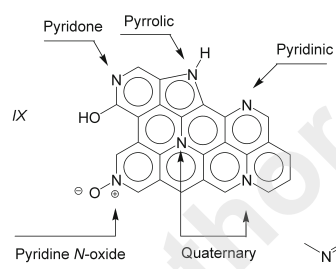 Pyridone
Pyrrolic
H
N
N
Pyridinic
N
IX
HO
N
N
⊖ O
⊕
N
Pyridine N-oxide
Quaternary
N